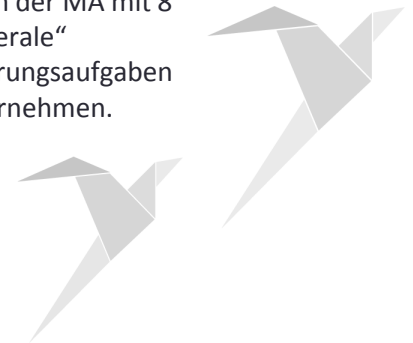 der MA mit 8
erale“
rungsaufgaben
rnehmen.